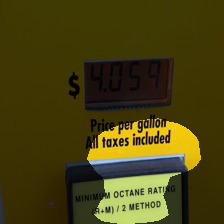 $ 4.059
Price per gallon
All taxes included
MINIMUM OCTANE RATING
(R+M) / 2 METHOD